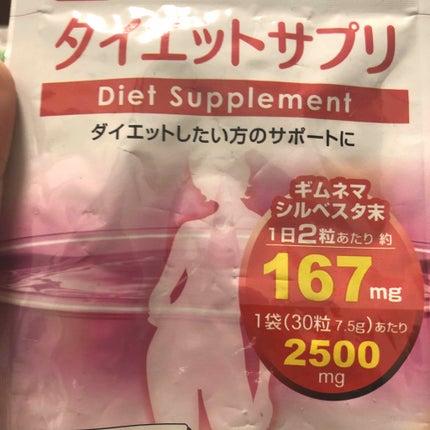 ダイエットサプリ
Diet Supplement
ダイエットしたい方のサポートに
ギムネマ
シルベスタ末
1日2粒あたり 約
167mg
1袋(30粒 7.5g)あたり
2500
mg